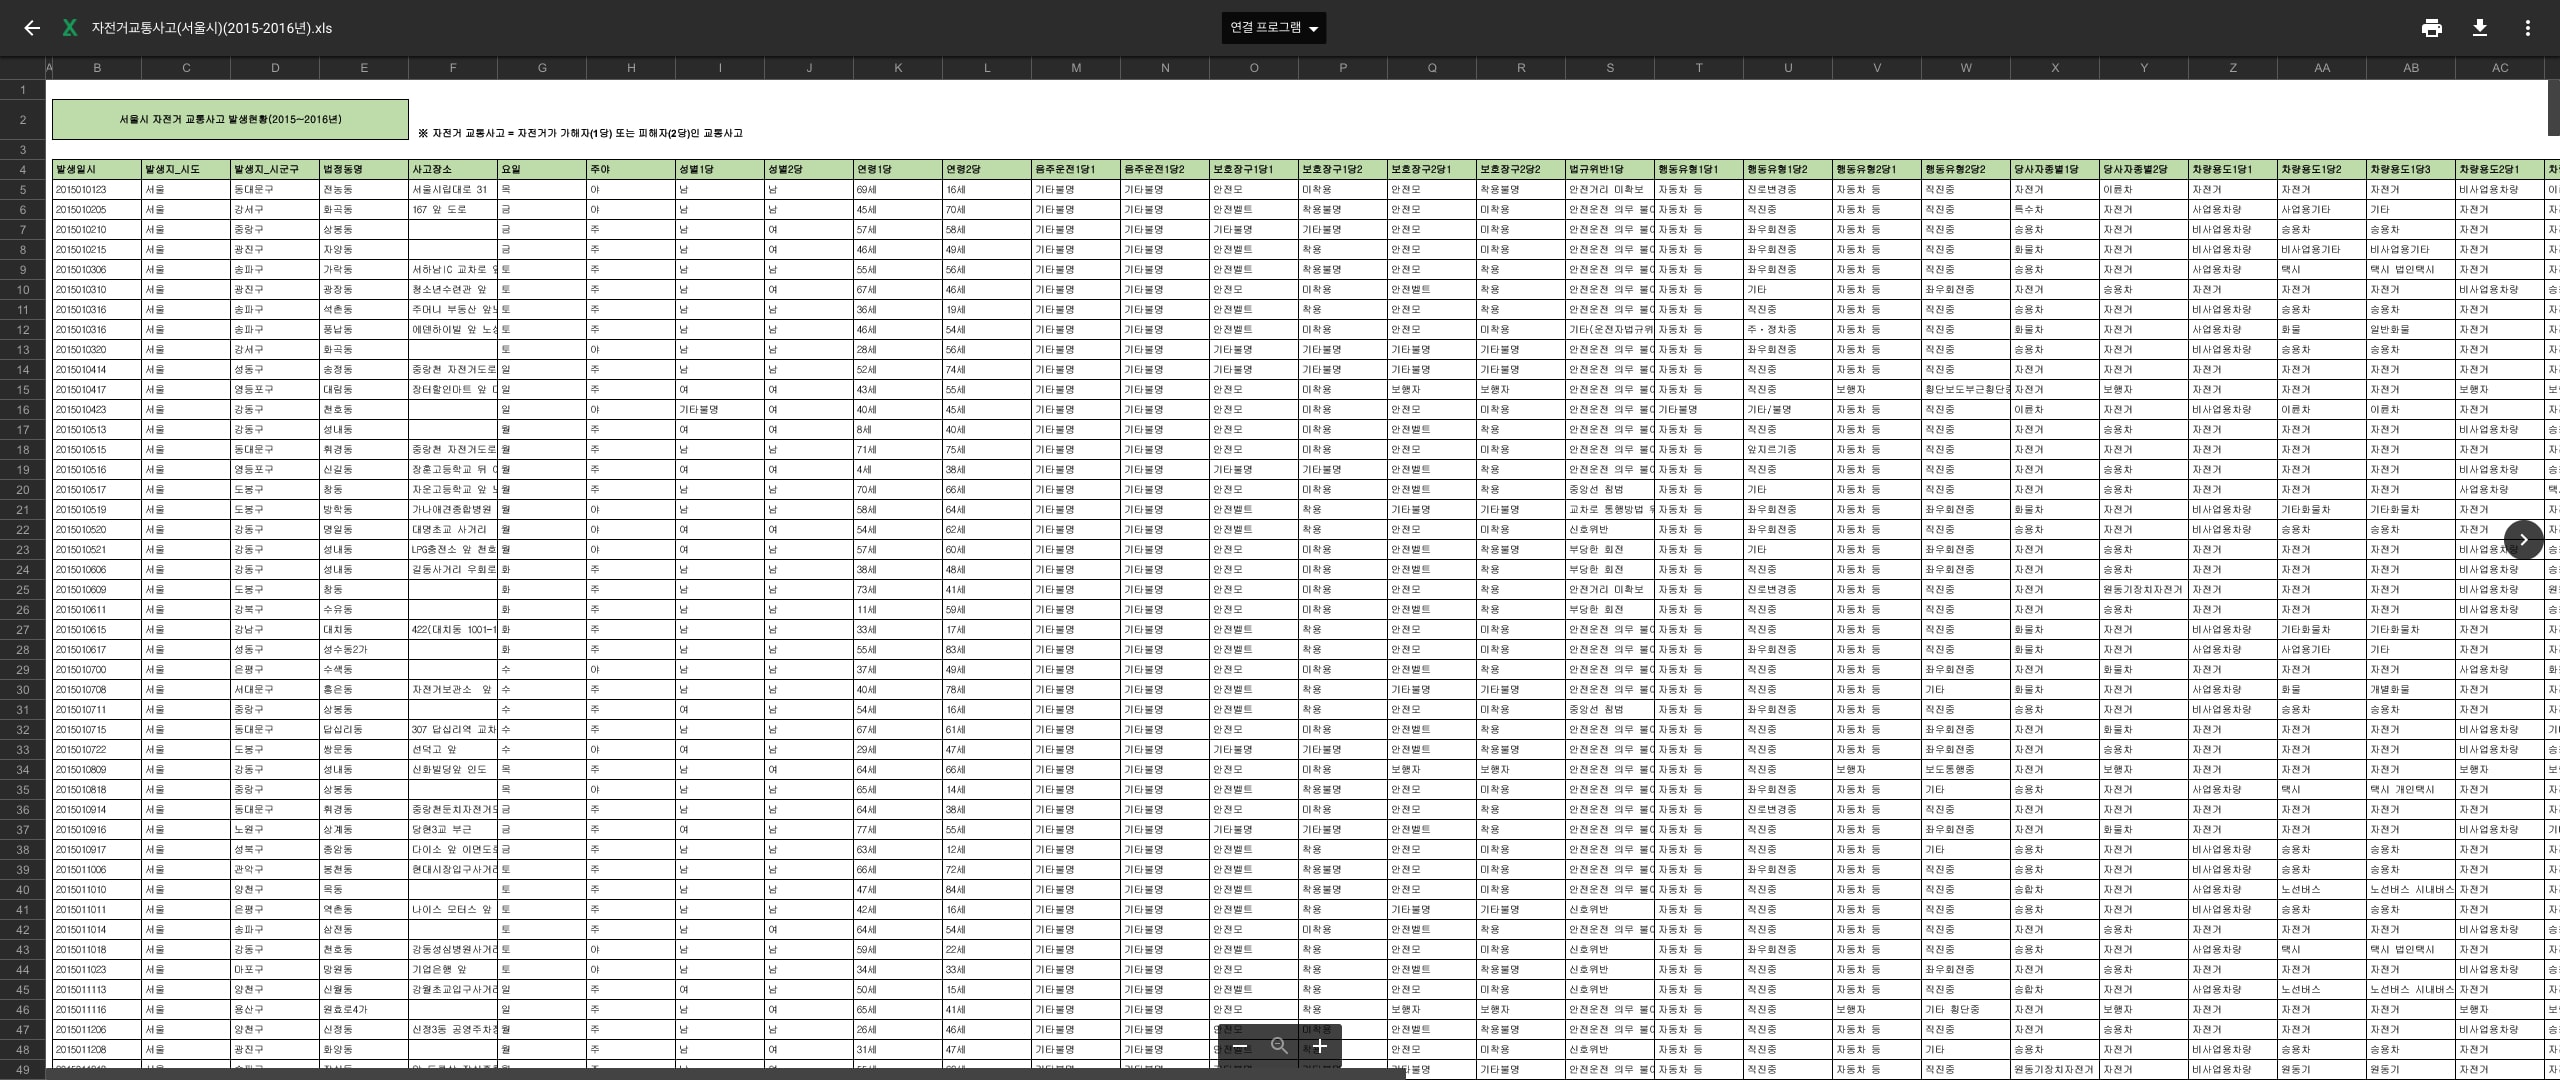 자전거교통사고(서울시)(2015-2016년).xls
연결 프로그램
A B C D E F G H I J K L M N O P Q R S T U V W X Y Z AA AB AC
1
2 서울시 자전거 교통사고 발생현황(2015~2016년) ※ 자전거 교통사고 = 자전거가 가해자(1당) 또는 피해자(2당)인 교통사고
3
4 발생일시 발생지_시도 발생지_시군구 법정동명 사고장소 요일 주야 성별1당 성별2당 연령1당 연령2당 음주운전1당1 음주운전1당2 보호장구1당1 보호장구1당2 보호장구2당1 보호장구2당2 법규위반1당 행동유형1당1 행동유형1당2 행동유형2당1 행동유형2당2 당사자종별1당 당사자종별2당 차량용도1당1 차량용도1당2 차량용도1당3 차량용도2당1
5 2015010123 서울 동대문구 전농동 서울시립대로 31 목 야 남 남 69세 16세 기타불명 기타불명 안전모 미착용 안전모 착용불명 안전거리 미확보 자동차 등 진로변경중 자동차 등 직진중 자전거 이륜차 자전거 자전거 자전거 비사업용차량
6 2015010205 서울 강서구 화곡동 167 앞 도로 금 야 남 남 45세 70세 기타불명 기타불명 안전벨트 착용불명 안전모 미착용 안전운전 의무 자동차 등 직진중 자동차 등 직진중 특수차 자전거 사업용차량 사업용기타 기타 자전거
7 2015010210 서울 중랑구 상봉동 금 주 남 여 57세 58세 기타불명 기타불명 기타불명 기타불명 안전모 미착용 안전운전 의무 자동차 등 좌우회전중 자동차 등 직진중 승용차 자전거 비사업용차량 승용차 승용차 자전거
8 2015010215 서울 광진구 자양동 금 주 남 여 46세 49세 기타불명 기타불명 안전벨트 착용 안전모 미착용 안전운전 의무 자동차 등 좌우회전중 자동차 등 직진중 화물차 자전거 비사업용차량 비사업용기타 비사업용기타 자전거
9 2015010306 서울 송파구 가락동 서하남IC 교차로 토 주 남 남 55세 56세 기타불명 기타불명 안전벨트 착용불명 안전모 착용 안전운전 의무 자동차 등 좌우회전중 자동차 등 직진중 승용차 자전거 사업용차량 택시 택시 법인택시 자전거
10 2015010310 서울 광진구 광장동 청소년수련관 앞 토 주 남 여 67세 46세 기타불명 기타불명 안전모 미착용 안전벨트 착용 안전운전 의무 자동차 등 기타 자동차 등 좌우회전중 자전거 승용차 자전거 자전거 자전거 비사업용차량
11 2015010316 서울 송파구 석촌동 주머니 부동산 토 주 남 남 36세 19세 기타불명 기타불명 안전벨트 착용 안전모 착용 안전운전 의무 자동차 등 직진중 자동차 등 직진중 승용차 자전거 비사업용차량 승용차 승용차 자전거
12 2015010316 서울 송파구 풍납동 에덴하이빌 앞 토 주 남 남 46세 54세 기타불명 기타불명 안전벨트 미착용 안전모 미착용 기타(운전자법규위 자동차 등 주·정차중 자동차 등 직진중 화물차 자전거 사업용차량 화물 일반화물 자전거
13 2015010320 서울 강서구 화곡동 토 야 남 남 28세 56세 기타불명 기타불명 기타불명 기타불명 기타불명 기타불명 안전운전 의무 자동차 등 좌우회전중 자동차 등 직진중 승용차 자전거 비사업용차량 승용차 승용차 자전거
14 2015010414 서울 성동구 송정동 중랑천 자전거도로 일 주 남 남 52세 74세 기타불명 기타불명 기타불명 기타불명 기타불명 기타불명 안전운전 의무 자동차 등 직진중 자동차 등 직진중 자전거 자전거 자전거 자전거 자전거 자전거
15 2015010417 서울 영등포구 대림동 장터할인마트 앞 일 주 여 여 43세 55세 기타불명 기타불명 안전모 미착용 보행자 보행자 안전운전 의무 자동차 등 직진중 보행자 횡단보도부근횡단중 자전거 보행자 자전거 자전거 자전거 보행자
16 2015010423 서울 강동구 천호동 일 야 기타불명 여 40세 45세 기타불명 기타불명 안전모 미착용 안전모 미착용 안전운전 의무 기타불명 기타/불명 자동차 등 직진중 이륜차 자전거 비사업용차량 이륜차 이륜차 자전거
17 2015010513 서울 강동구 성내동 월 주 여 여 8세 40세 기타불명 기타불명 안전모 미착용 안전벨트 착용 안전운전 의무 자동차 등 직진중 자동차 등 직진중 자전거 승용차 자전거 자전거 자전거 비사업용차량
18 2015010515 서울 동대문구 휘경동 중랑천 자전거도로 월 주 남 남 71세 75세 기타불명 기타불명 안전모 미착용 안전모 미착용 안전운전 의무 자동차 등 앞지르기중 자동차 등 직진중 자전거 자전거 자전거 자전거 자전거 자전거
19 2015010516 서울 영등포구 신길동 장훈고등학교 뒤 월 주 여 여 4세 38세 기타불명 기타불명 기타불명 기타불명 안전벨트 착용 안전운전 의무 자동차 등 직진중 자동차 등 직진중 자전거 승용차 자전거 자전거 자전거 비사업용차량
20 2015010517 서울 도봉구 창동 자운고등학교 앞 월 주 남 남 70세 66세 기타불명 기타불명 안전모 미착용 안전벨트 착용 중앙선 침범 자동차 등 기타 자동차 등 직진중 자전거 승용차 자전거 자전거 자전거 사업용차량
21 2015010519 서울 도봉구 방학동 가나애견종합병원 월 야 남 남 58세 64세 기타불명 기타불명 안전벨트 착용 기타불명 기타불명 교차로 통행방법 자동차 등 좌우회전중 자동차 등 좌우회전중 화물차 자전거 비사업용차량 기타화물차 기타화물차 자전거
22 2015010520 서울 강동구 명일동 대명초교 사거리 월 야 여 여 54세 62세 기타불명 기타불명 안전벨트 착용 안전모 미착용 신호위반 자동차 등 좌우회전중 자동차 등 직진중 승용차 자전거 비사업용차량 승용차 승용차 자전거
23 2015010521 서울 강동구 성내동 LPG충전소 앞 천호 월 야 여 남 57세 60세 기타불명 기타불명 안전모 미착용 안전벨트 착용불명 부당한 회전 자동차 등 기타 자동차 등 좌우회전중 자전거 승용차 자전거 자전거 자전거 비사업용차량
24 2015010606 서울 강동구 성내동 길동사거리 우회로 화 주 남 남 38세 48세 기타불명 기타불명 안전모 미착용 안전벨트 착용 부당한 회전 자동차 등 직진중 자동차 등 좌우회전중 자전거 승용차 자전거 자전거 자전거 비사업용차량
25 2015010609 서울 도봉구 창동 화 주 남 남 73세 41세 기타불명 기타불명 안전모 미착용 안전모 착용 안전거리 미확보 자동차 등 진로변경중 자동차 등 직진중 자전거 원동기장치자전거 자전거 자전거 자전거 비사업용차량
26 2015010611 서울 강북구 수유동 화 주 남 남 11세 59세 기타불명 기타불명 안전모 미착용 안전벨트 착용 부당한 회전 자동차 등 직진중 자동차 등 직진중 자전거 승용차 자전거 자전거 자전거 비사업용차량
27 2015010615 서울 강남구 대치동 422(대치동 1001-1 화 주 남 남 33세 17세 기타불명 기타불명 안전벨트 착용 안전모 미착용 안전운전 의무 자동차 등 직진중 자동차 등 직진중 화물차 자전거 비사업용차량 기타화물차 기타화물차 자전거
28 2015010617 서울 성동구 성수동2가 화 주 남 남 55세 83세 기타불명 기타불명 안전벨트 착용 안전모 미착용 안전운전 의무 자동차 등 좌우회전중 자동차 등 직진중 화물차 자전거 사업용차량 사업용기타 기타 자전거
29 2015010700 서울 은평구 수색동 수 야 남 남 37세 49세 기타불명 기타불명 안전모 미착용 안전벨트 착용 안전운전 의무 자동차 등 직진중 자동차 등 좌우회전중 자전거 화물차 자전거 자전거 자전거 사업용차량
30 2015010708 서울 서대문구 홍은동 자전거보관소 앞 수 주 남 남 40세 78세 기타불명 기타불명 안전벨트 착용 기타불명 기타불명 안전운전 의무 자동차 등 직진중 자동차 등 기타 화물차 자전거 사업용차량 화물 개별화물 자전거
31 2015010711 서울 중랑구 상봉동 수 주 여 남 54세 16세 기타불명 기타불명 안전벨트 착용 안전모 미착용 중앙선 침범 자동차 등 좌우회전중 자동차 등 직진중 승용차 자전거 비사업용차량 승용차 승용차 자전거
32 2015010715 서울 동대문구 답십리동 307 답십리역 교차 수 주 남 남 67세 61세 기타불명 기타불명 안전모 미착용 안전벨트 착용 안전운전 의무 자동차 등 직진중 자동차 등 좌우회전중 자전거 화물차 자전거 자전거 자전거 비사업용차량
33 2015010722 서울 도봉구 쌍문동 선덕고 앞 수 야 여 남 29세 47세 기타불명 기타불명 기타불명 기타불명 안전벨트 착용불명 안전운전 의무 자동차 등 직진중 자동차 등 좌우회전중 자전거 승용차 자전거 자전거 자전거 비사업용차량
34 2015010809 서울 강동구 성내동 신화빌딩앞 인도 목 주 남 여 64세 66세 기타불명 기타불명 안전모 미착용 보행자 보행자 안전운전 의무 자동차 등 직진중 보행자 보도통행중 자전거 보행자 자전거 자전거 자전거 보행자
35 2015010818 서울 중랑구 상봉동 목 야 남 남 65세 14세 기타불명 기타불명 안전벨트 착용불명 안전모 미착용 안전운전 의무 자동차 등 좌우회전중 자동차 등 기타 승용차 자전거 사업용차량 택시 택시 개인택시 자전거
36 2015010914 서울 동대문구 휘경동 중랑천둔치자전거도 금 주 남 남 64세 38세 기타불명 기타불명 안전모 미착용 안전모 착용 안전운전 의무 자동차 등 진로변경중 자동차 등 직진중 자전거 자전거 자전거 자전거 자전거 자전거
37 2015010916 서울 노원구 상계동 당현3교 부근 금 주 여 남 77세 55세 기타불명 기타불명 기타불명 기타불명 안전벨트 착용 안전운전 의무 자동차 등 직진중 자동차 등 좌우회전중 자전거 화물차 자전거 자전거 자전거 비사업용차량
38 2015010917 서울 성북구 종암동 다이소 앞 이면도로 금 주 남 남 63세 12세 기타불명 기타불명 안전벨트 착용 안전모 미착용 안전운전 의무 자동차 등 직진중 자동차 등 기타 승용차 자전거 비사업용차량 승용차 승용차 자전거
39 2015011006 서울 관악구 봉천동 현대시장입구사거리 토 주 남 남 66세 72세 기타불명 기타불명 안전벨트 착용불명 안전모 미착용 안전운전 의무 자동차 등 좌우회전중 자동차 등 직진중 승용차 자전거 비사업용차량 승용차 승용차 자전거
40 2015011010 서울 양천구 목동 토 주 남 남 47세 84세 기타불명 기타불명 안전벨트 착용불명 안전모 미착용 안전운전 의무 자동차 등 직진중 자동차 등 직진중 승합차 자전거 사업용차량 노선버스 노선버스 시내버스 자전거
41 2015011011 서울 은평구 역촌동 나이스 모터스 앞 토 주 남 남 42세 16세 기타불명 기타불명 안전벨트 착용 기타불명 기타불명 신호위반 자동차 등 직진중 자동차 등 직진중 승용차 자전거 비사업용차량 승용차 승용차 자전거
42 2015011014 서울 송파구 삼전동 토 주 남 여 64세 54세 기타불명 기타불명 안전모 미착용 안전벨트 착용 안전운전 의무 자동차 등 직진중 자동차 등 직진중 자전거 승용차 자전거 자전거 자전거 비사업용차량
43 2015011018 서울 강동구 천호동 강동성심병원사거리 토 야 남 남 59세 22세 기타불명 기타불명 안전벨트 착용 안전모 미착용 신호위반 자동차 등 좌우회전중 자동차 등 직진중 승용차 자전거 사업용차량 택시 택시 법인택시 자전거
44 2015011023 서울 마포구 망원동 기업은행 앞 토 야 남 남 34세 33세 기타불명 기타불명 안전모 착용 안전벨트 착용불명 신호위반 자동차 등 직진중 자동차 등 좌우회전중 자전거 승용차 자전거 자전거 자전거 비사업용차량
45 2015011113 서울 양천구 신월동 강월초교입구사거리 일 주 여 남 50세 15세 기타불명 기타불명 안전벨트 착용 안전모 미착용 신호위반 자동차 등 직진중 자동차 등 직진중 승합차 자전거 사업용차량 노선버스 노선버스 시내버스 자전거
46 2015011116 서울 용산구 원효로4가 일 주 남 여 65세 41세 기타불명 기타불명 안전모 착용 보행자 보행자 안전운전 의무 자동차 등 직진중 보행자 기타 횡단중 자전거 보행자 자전거 자전거 자전거 보행자
47 2015011206 서울 양천구 신정동 신정3동 공영주차장 월 주 남 남 26세 46세 기타불명 기타불명 안전모 미착용 안전벨트 착용불명 안전운전 의무 자동차 등 직진중 자동차 등 직진중 자전거 승용차 자전거 자전거 자전거 비사업용차량
48 2015011208 서울 광진구 화양동 월 주 남 여 31세 47세 기타불명 기타불명 안전모 미착용 신호위반 자동차 등 직진중 자동차 등 기타 승용차 자전거 비사업용차량 승용차 승용차 자전거
49 기타불명 기타불명 안전운전 의무 자동차 등 직진중 자동차 등 직진중 원동기장치자전거 자전거 비사업용차량 원동기 원동기 자전거